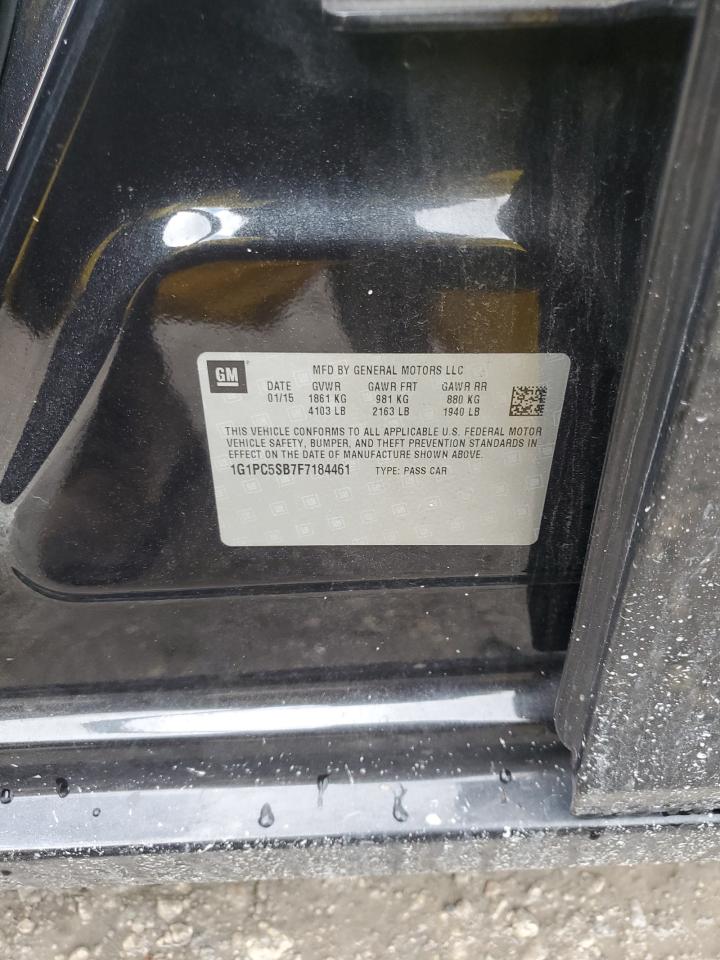 GM
MFD BY GENERAL MOTORS LLC
DATE GVWR GAWR FRT GAWR RR
01/15 1861 KG 981 KG 880 KG
4103 LB 2163 LB 1940 LB
THIS VEHICLE CONFORMS TO ALL APPLICABLE U.S. FEDERAL MOTOR
VEHICLE SAFETY, BUMPER, AND THEFT PREVENTION STANDARDS IN
EFFECT ON THE DATE OF MANUFACTURE SHOWN ABOVE.
1G1PC5SB7F7184461 TYPE: PASS CAR